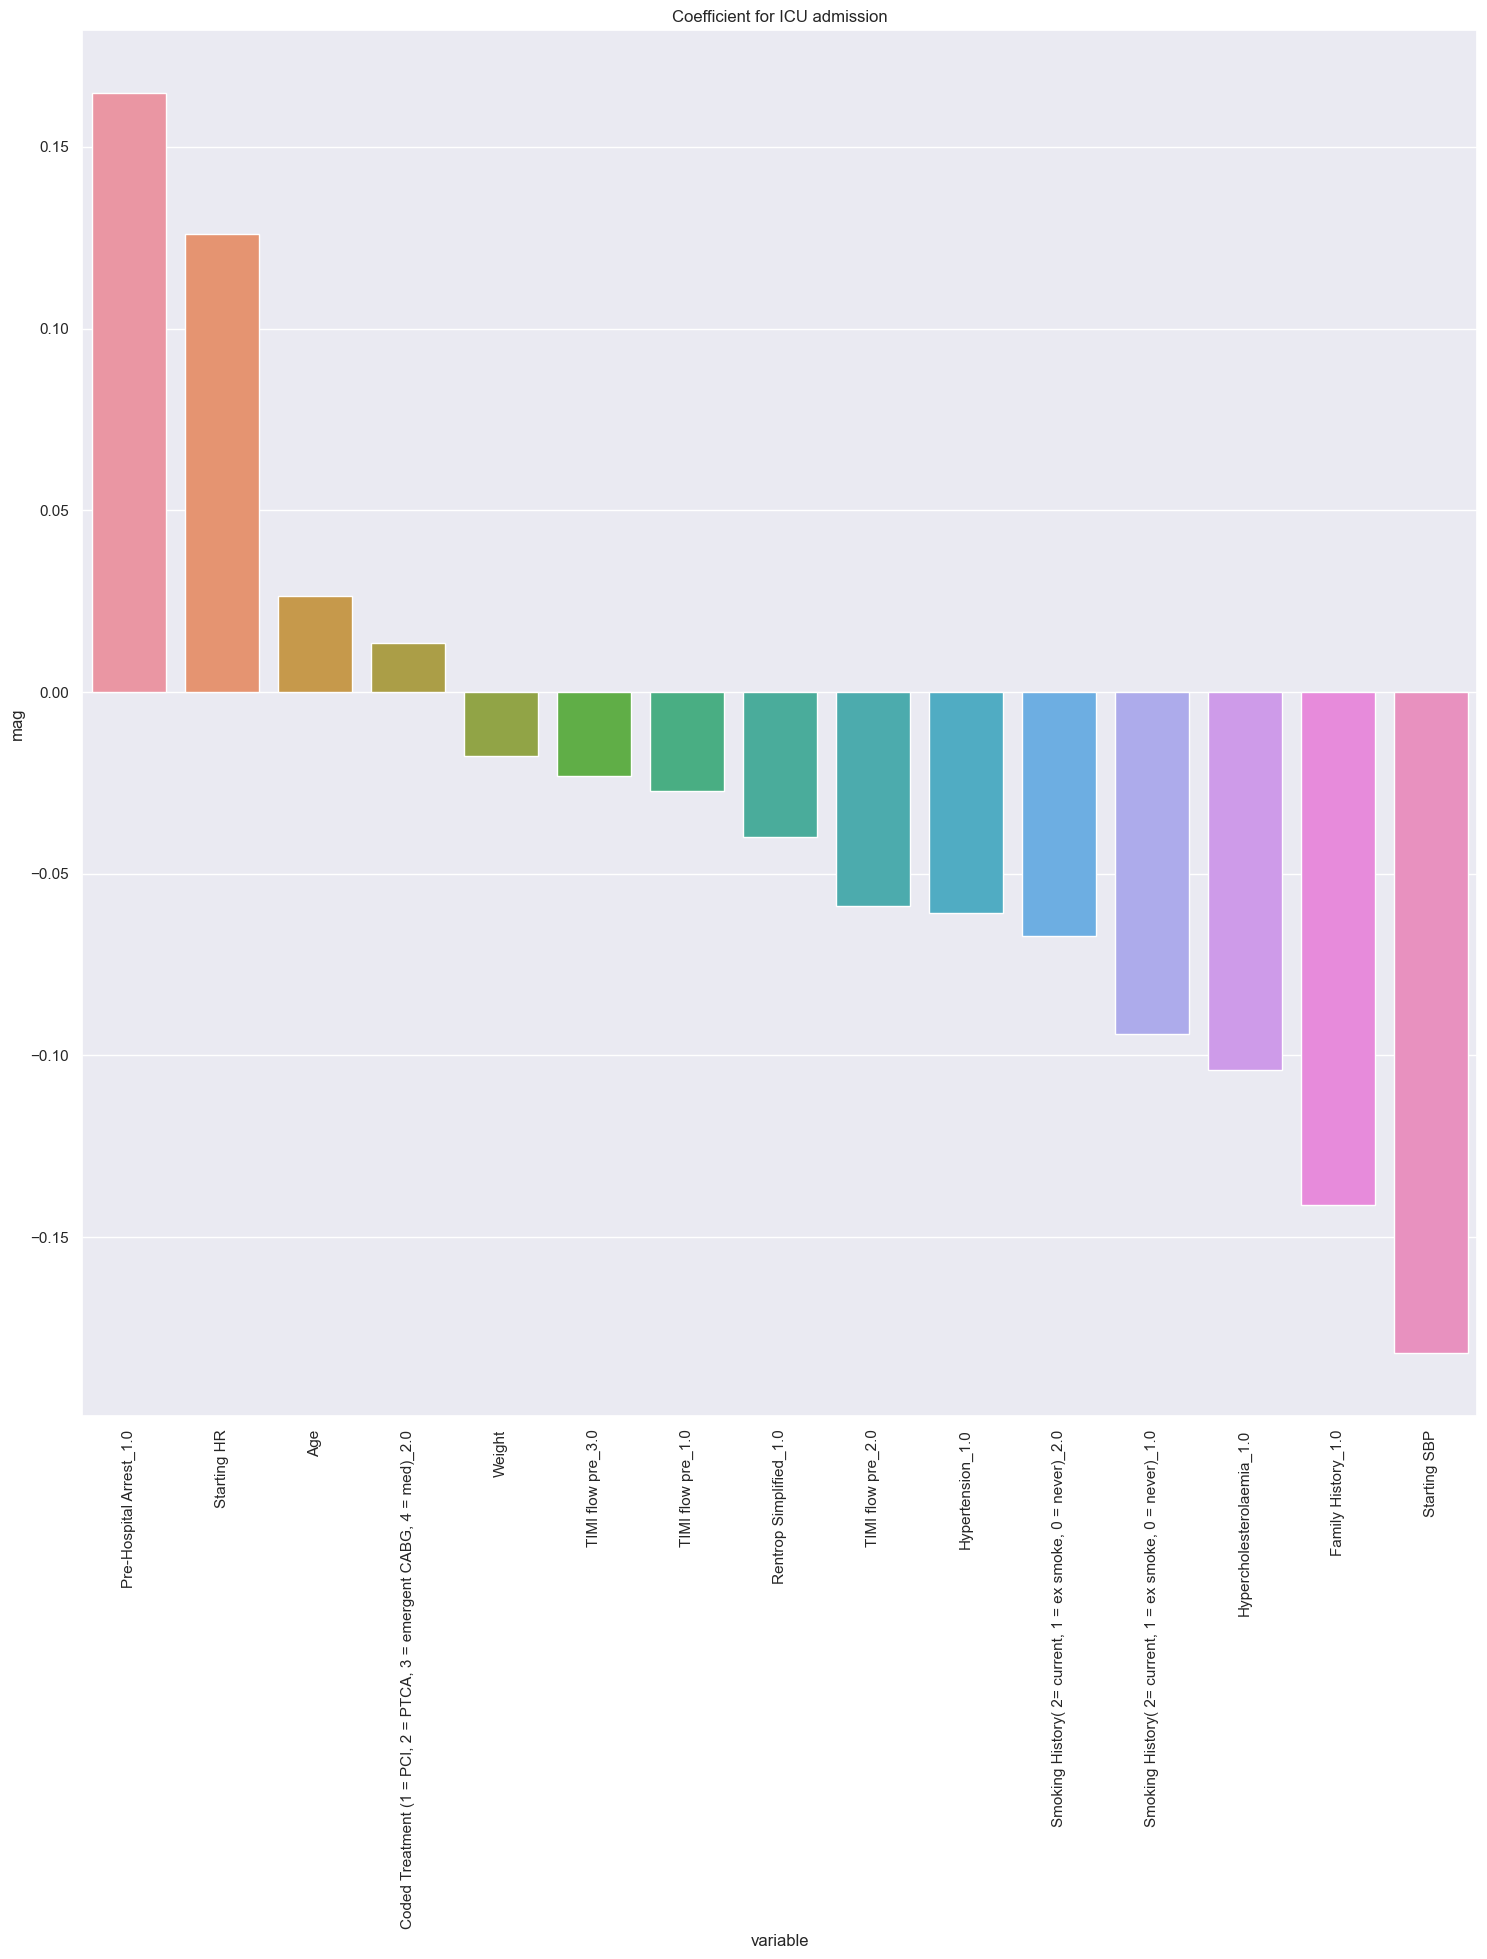 Coefficient for ICU admission
mag
0.15
0.10
0.05
0.00
−0.05
−0.10
−0.15
Pre-Hospital Arrest_1.0
Starting HR
Age
Coded Treatment (1 = PCI, 2 = PTCA, 3 = emergent CABG, 4 = med)_2.0
Weight
TIMI flow pre_3.0
TIMI flow pre_1.0
Rentrop Simplified_1.0
TIMI flow pre_2.0
Hypertension_1.0
Smoking History( 2= current, 1 = ex smoke, 0 = never)_2.0
Smoking History( 2= current, 1 = ex smoke, 0 = never)_1.0
Hypercholesterolaemia_1.0
Family History_1.0
Starting SBP
variable